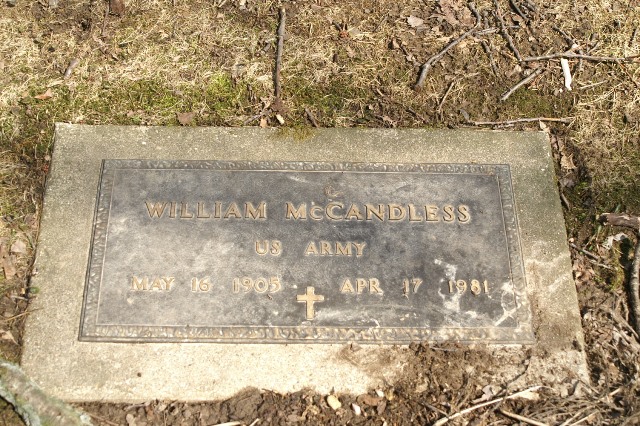 WILLIAM McCANDLESS
US ARMY
MAY 16 1905 APR 17 1981